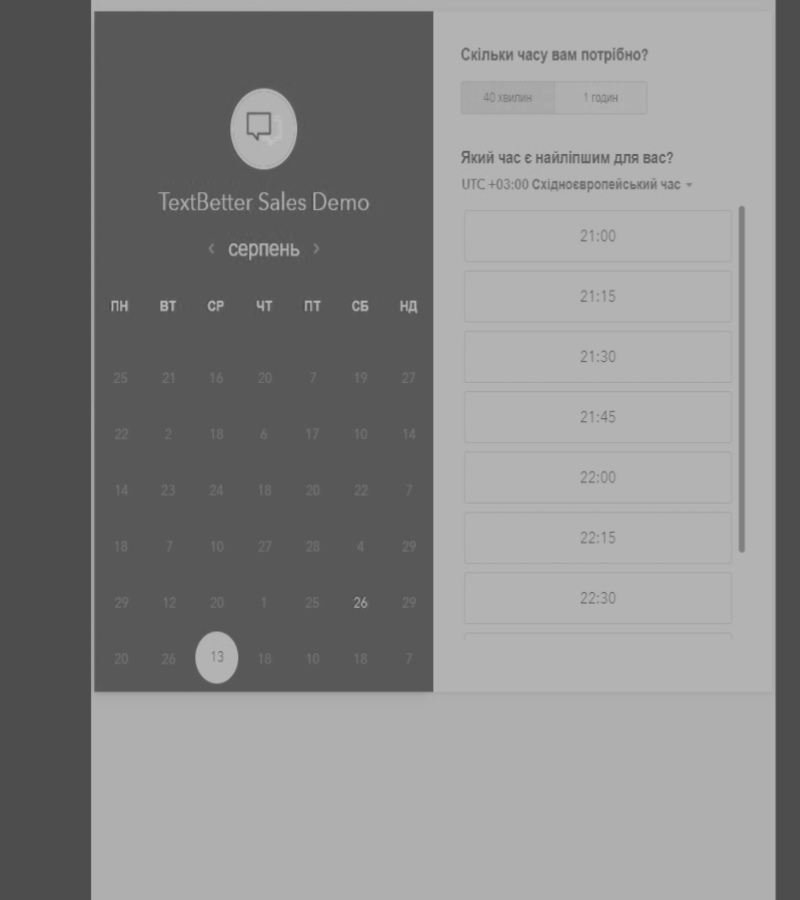 TextBetter Sales Demo
‹ серпень ›
ПН ВТ СР ЧТ ПТ СБ НД
25 21 16 20 7 19 27
22 2 18 6 17 10 14
14 23 24 18 20 22 7
18 7 10 27 28 4 29
29 12 20 1 25 26 29
20 26 13 18 10 18 7
Скільки часу вам потрібно?
40 хвилин 1 годин
Який час є найліпшим для вас?
UTC +03:00 Східноєвропейський час
21:00
21:15
21:30
21:45
22:00
22:15
22:30